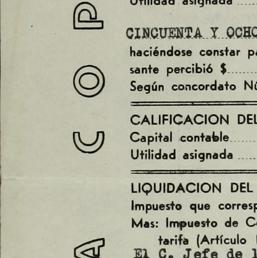 Utilidad asignada
CINCUENTA Y OCHO
haciéndose constar
sante percibió $
Según concordato
CALIFICACION DEL
Capital contable
Utilidad asignada
LIQUIDACION DEL
Impuesto que
Mas: Impuesto de
tarifa (Artículo
El C. Jefe de
COP
A